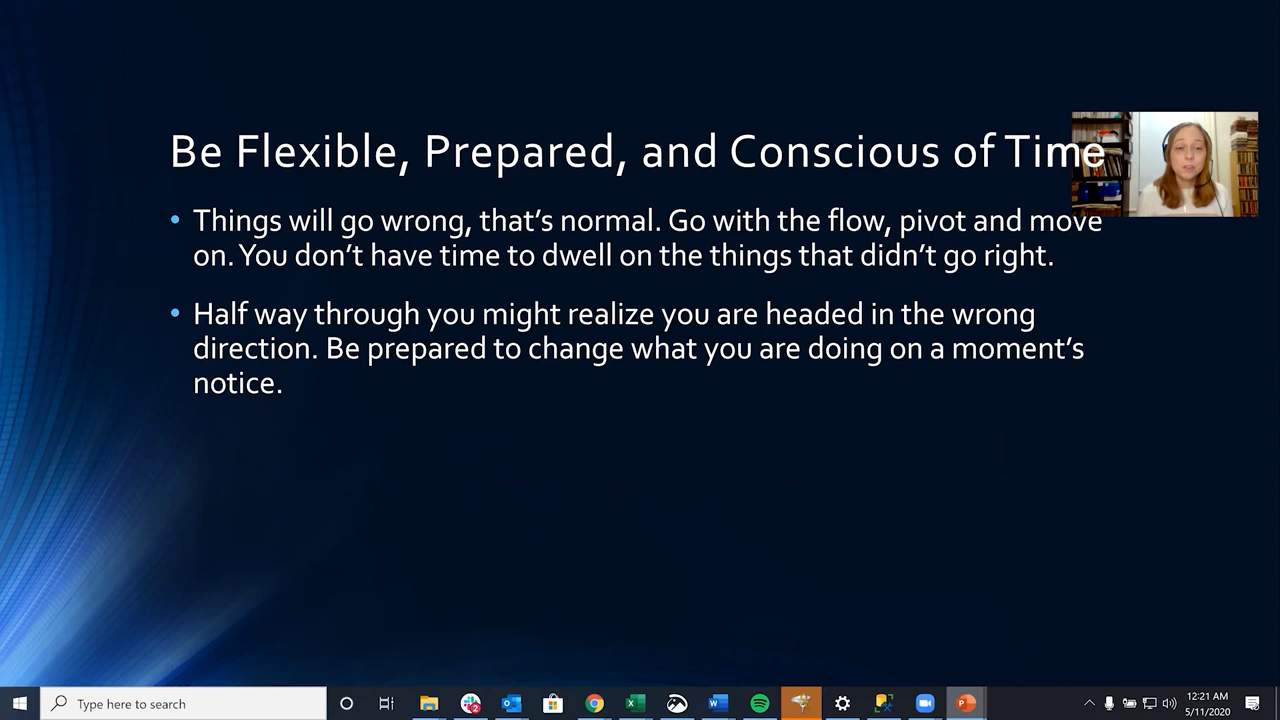 Be Flexible, Prepared, and Conscious of Time
• Things will go wrong, that’s normal. Go with the flow, pivot and move
on. You don’t have time to dwell on the things that didn’t go right.
• Half way through you might realize you are headed in the wrong
direction. Be prepared to change what you are doing on a moment’s
notice.
Type here to search
12:21 AM
5/11/2020